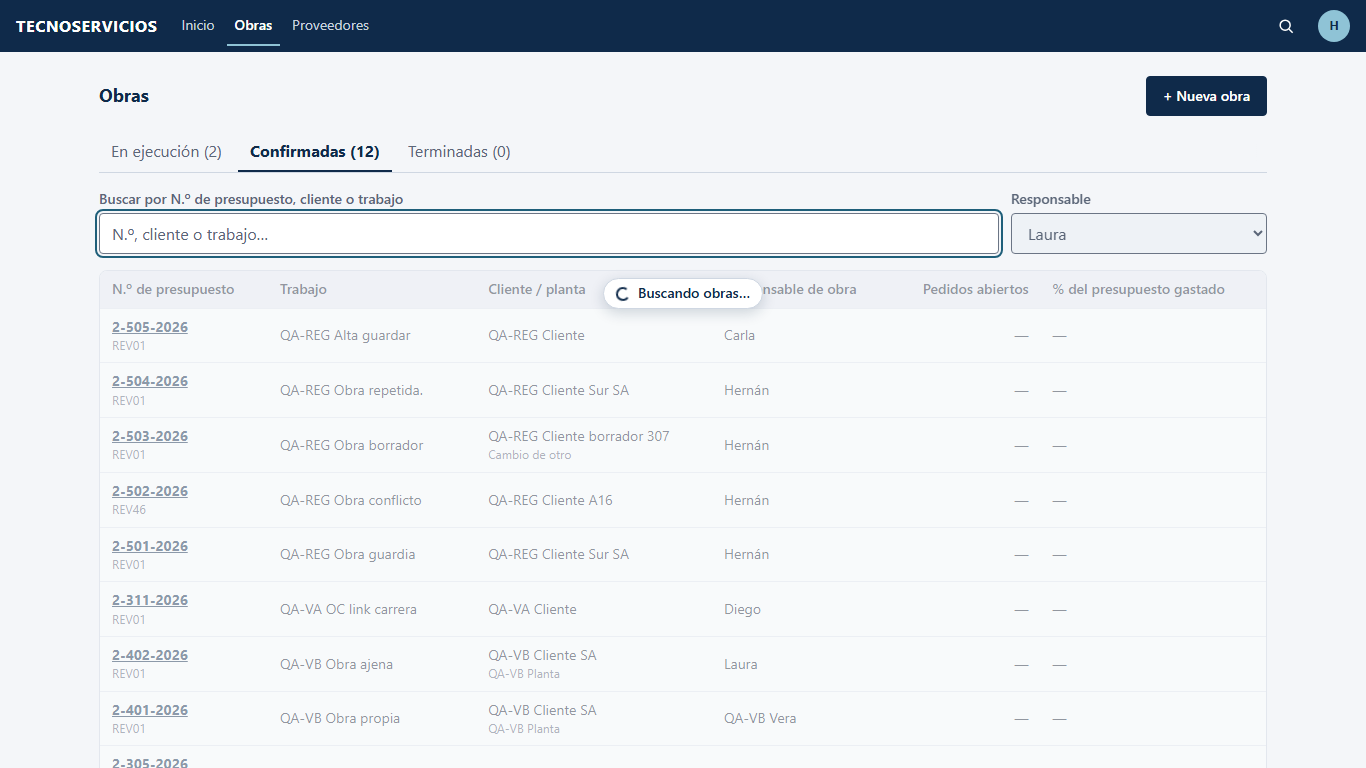 TECNOSERVICIOS Inicio Obras Proveedores H
Obras
+ Nueva obra
En ejecución (2) Confirmadas (12) Terminadas (0)
Buscar por N.º de presupuesto, cliente o trabajo Responsable
N.º, cliente o trabajo... Laura
N.º de presupuesto Trabajo Cliente / planta Buscando obras... de obra Pedidos abiertos % del presupuesto gastado
2-505-2026 QA-REG Alta guardar QA-REG Cliente Carla — —
REV01
2-504-2026 QA-REG Obra repetida. QA-REG Cliente Sur SA Hernán — —
REV01
2-503-2026 QA-REG Obra borrador QA-REG Cliente borrador 307 Hernán — —
REV01 Cambio de otro
2-502-2026 QA-REG Obra conflicto QA-REG Cliente A16 Hernán — —
REV46
2-501-2026 QA-REG Obra guardia QA-REG Cliente Sur SA Hernán — —
REV01
2-311-2026 QA-VA OC link carrera QA-VA Cliente Diego — —
REV01
2-402-2026 QA-VB Obra ajena QA-VB Cliente SA Laura — —
REV01 QA-VB Planta
2-401-2026 QA-VB Obra propia QA-VB Cliente SA QA-VB Vera — —
REV01 QA-VB Planta
2-305-2026